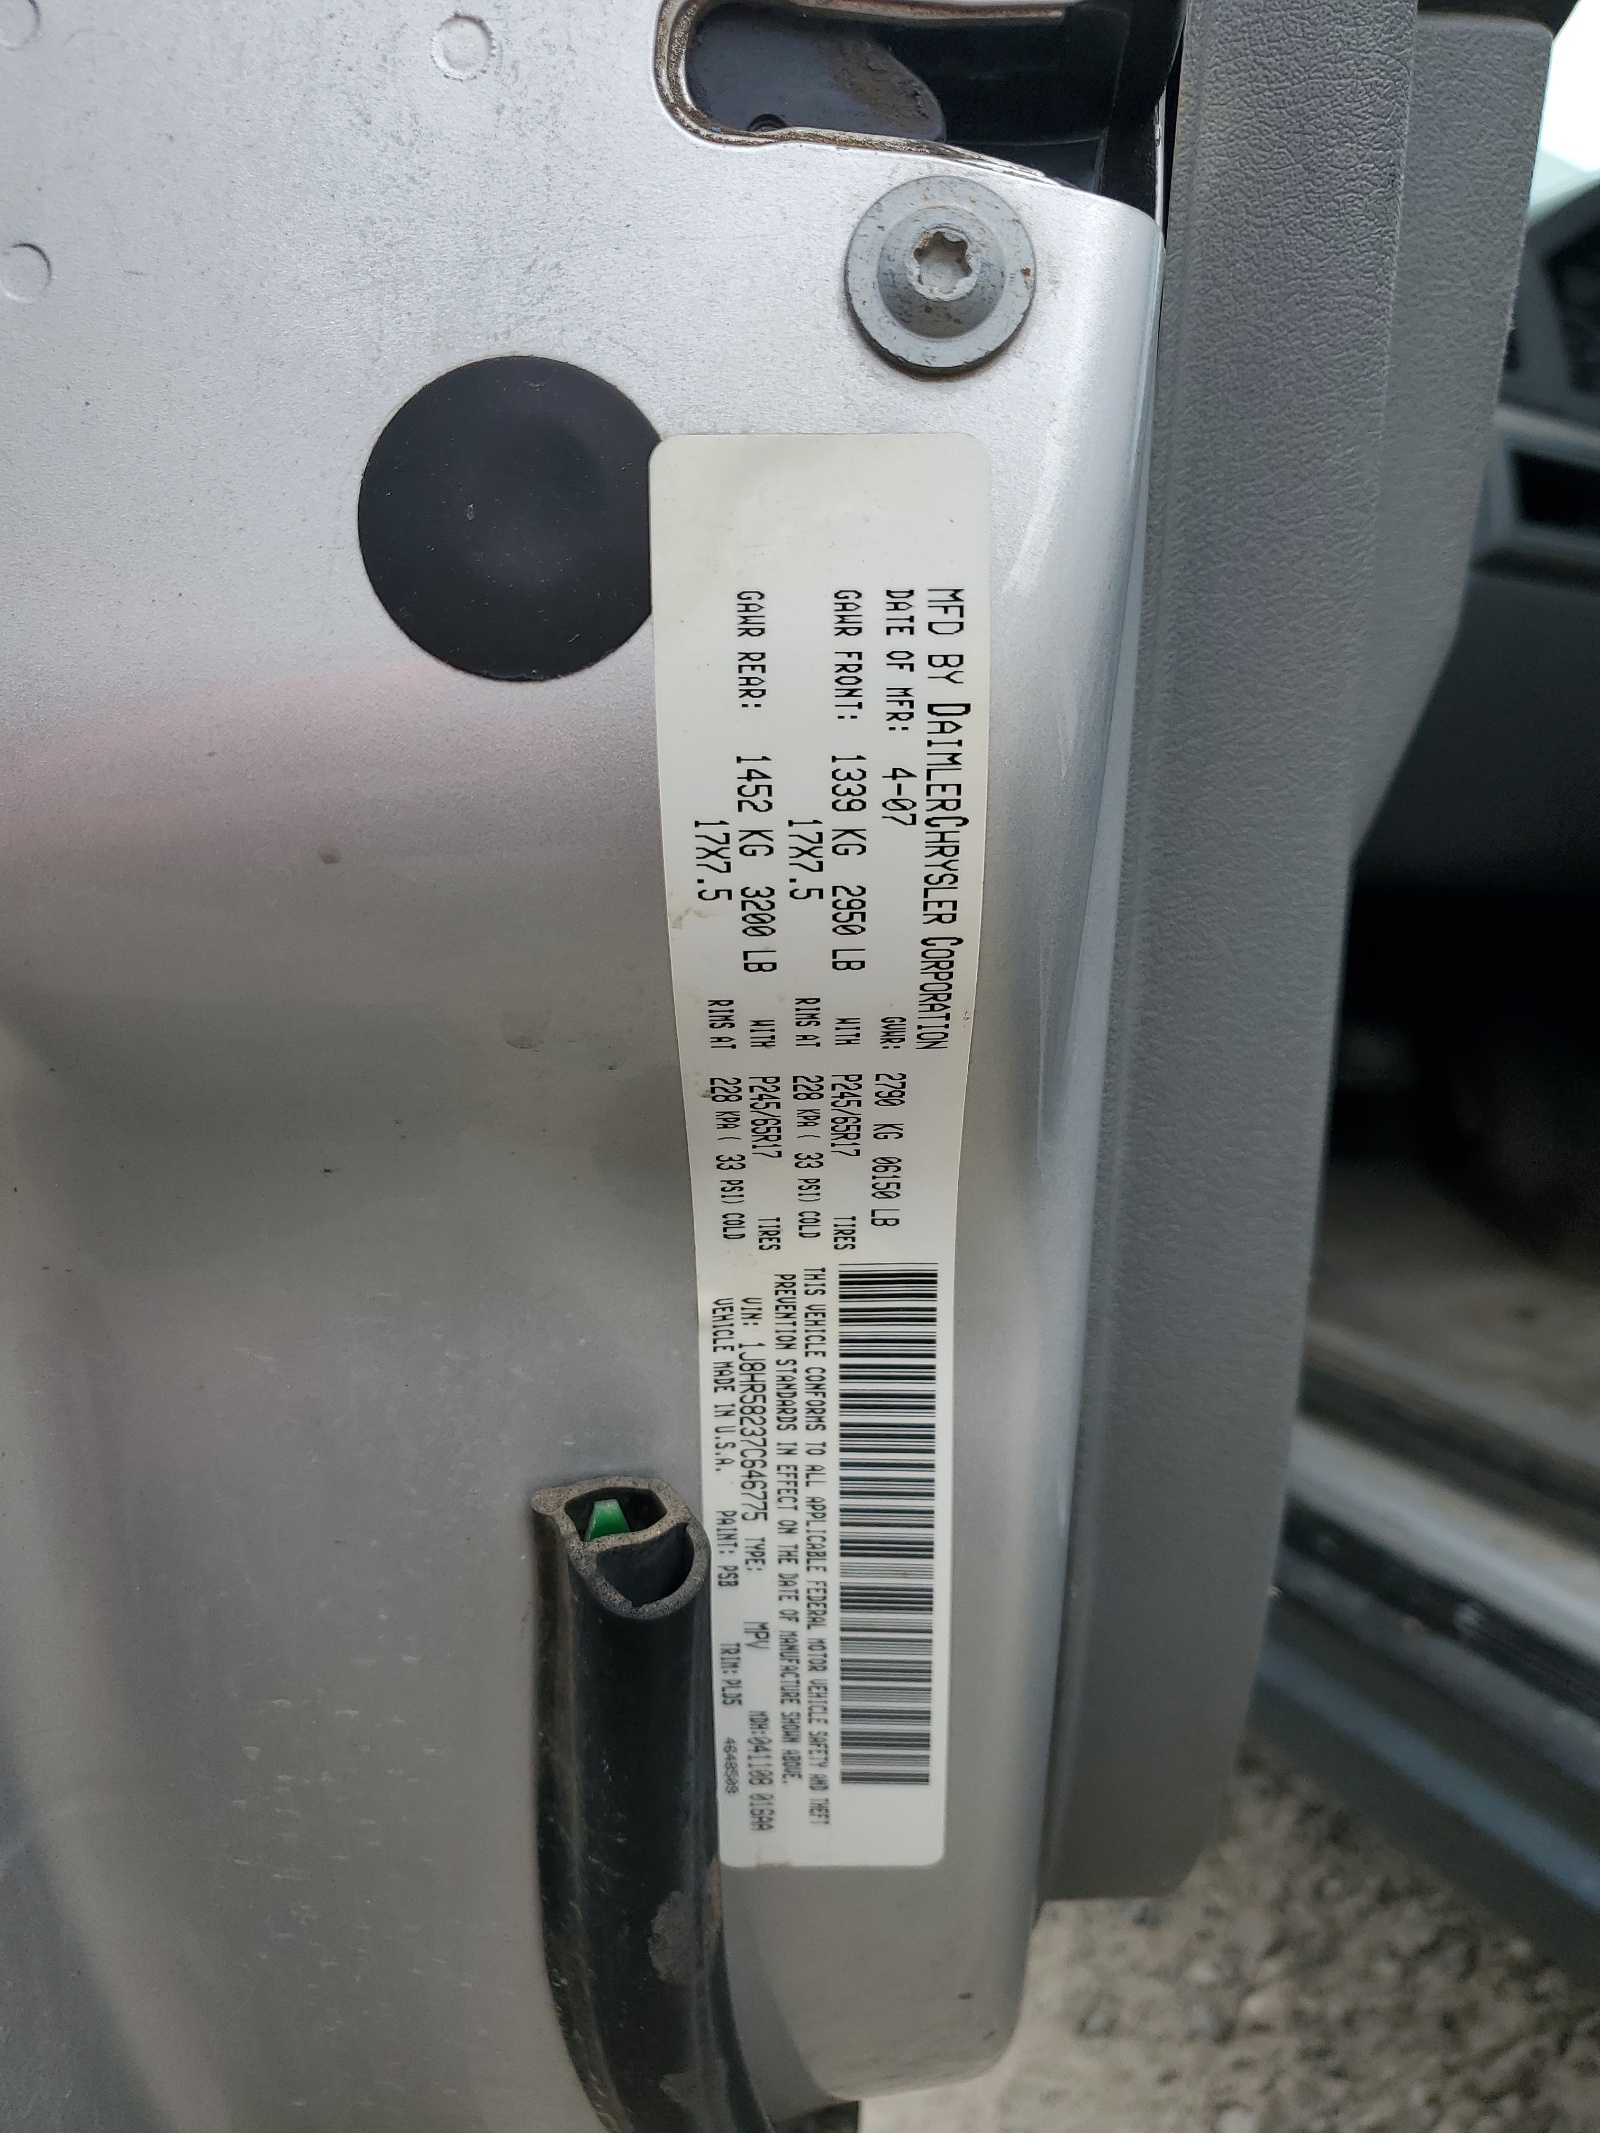 MFD BY DAIMLERCHRYSLER CORPORATION
DATE OF MFR: 4-07 GVWR: 2790 KG 06150 LB
GAWR FRONT: 1339 KG 2950 LB WITH P245/65R17 TIRES
17X7.5 RIMS AT 228 KPA ( 33 PSI) COLD
GAWR REAR: 1452 KG 3200 LB WITH P245/65R17 TIRES
17X7.5 RIMS AT 228 KPA ( 33 PSI) COLD
THIS VEHICLE CONFORMS TO ALL APPLICABLE FEDERAL MOTOR VEHICLE SAFETY AND THEFT
PREVENTION STANDARDS IN EFFECT ON THE DATE OF MANUFACTURE SHOWN ABOVE.
VIN: 1J8HR58237C646775 TYPE: MPV MDH:041108 016AA
VEHICLE MADE IN U.S.A. PAINT: PSB TRIM: PLD5 4648509